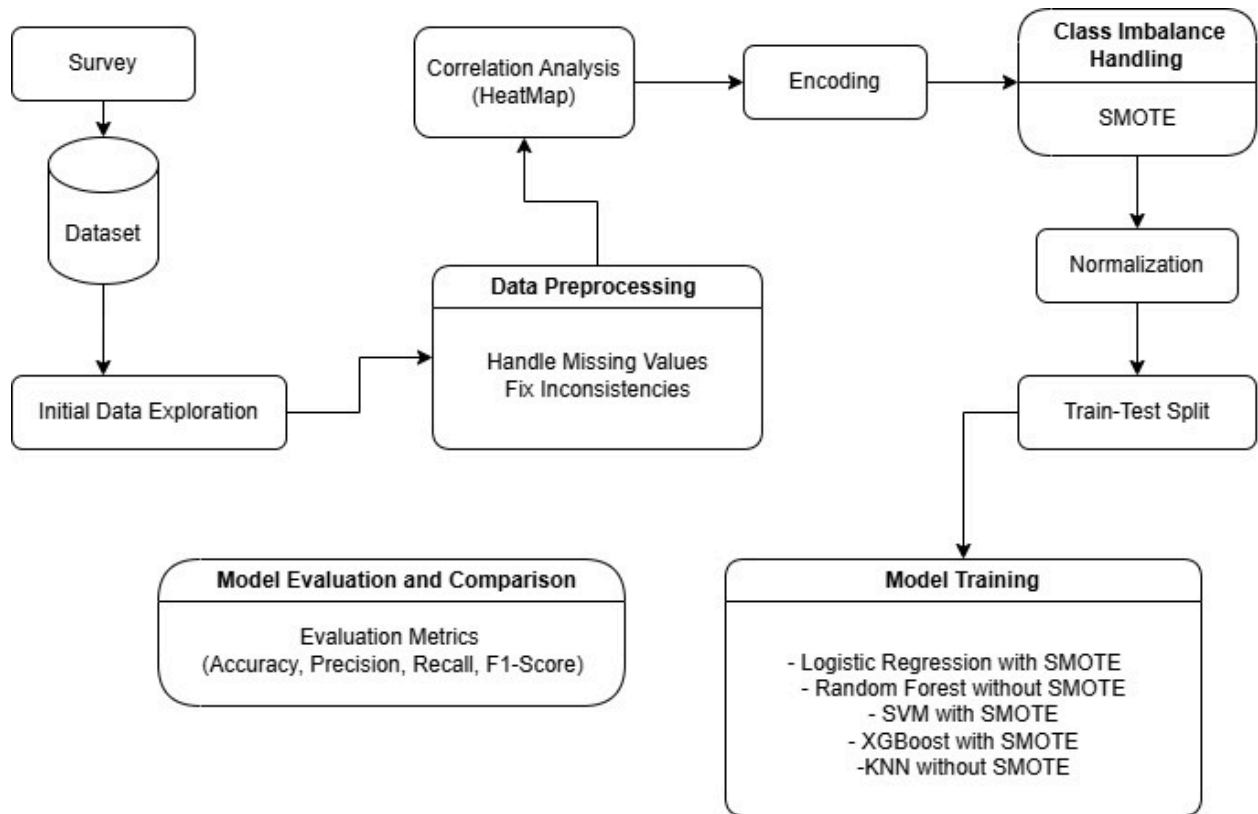 Survey
Dataset
Initial Data Exploration
Data Preprocessing
Handle Missing Values
Fix Inconsistencies
Correlation Analysis
(HeatMap)
Encoding
Class Imbalance
Handling
SMOTE
Normalization
Train-Test Split
Model Training
- Logistic Regression with SMOTE
- Random Forest without SMOTE
- SVM with SMOTE
- XGBoost with SMOTE
-KNN without SMOTE
Model Evaluation and Comparison
Evaluation Metrics
(Accuracy, Precision, Recall, F1-Score)